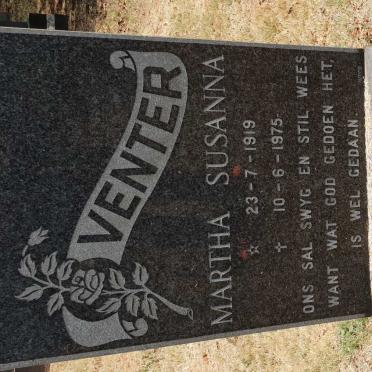 VENTER
MARTHA SUSANNA
☆ 23-7-1919
✝ 10-6-1975
ONS SAL SWYG EN STIL WEES
WANT WAT GOD GEDOEN HET,
IS WEL GEDAAN